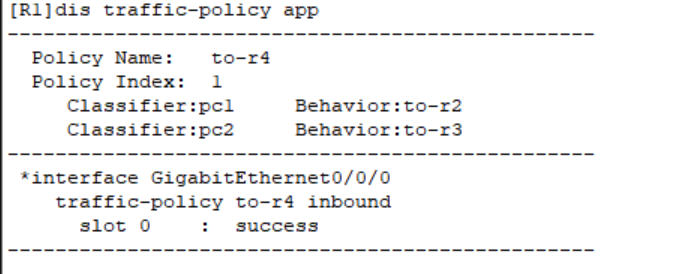 [R1]dis traffic-policy app
-------------------------------------------------
Policy Name: to-r4
Policy Index: 1
Classifier:pc1 Behavior:to-r2
Classifier:pc2 Behavior:to-r3
-------------------------------------------------
*interface GigabitEthernet0/0/0
traffic-policy to-r4 inbound
slot 0 : success
-------------------------------------------------